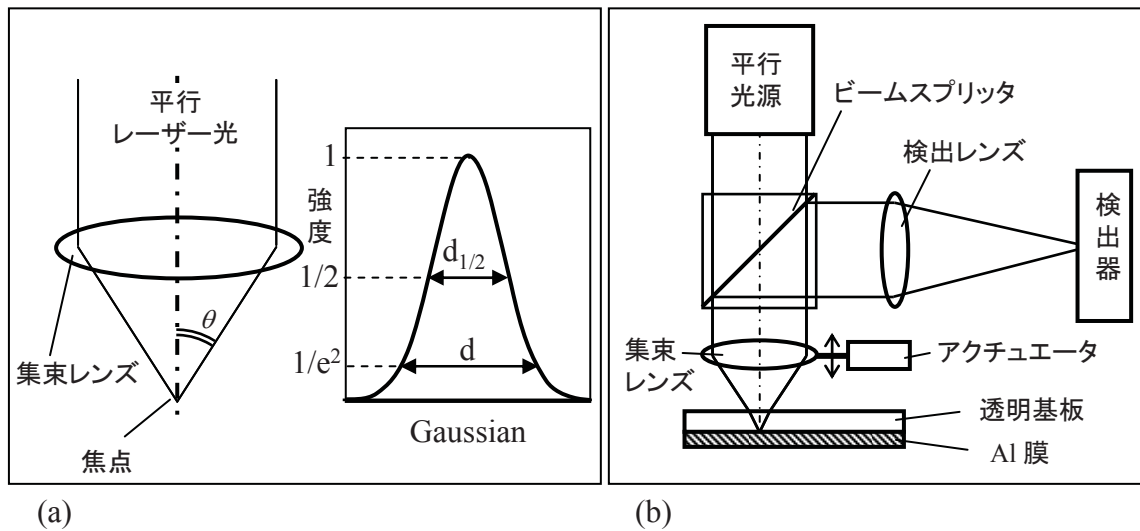 平行
レーザー光
θ
集束レンズ
焦点
強度
1
1/2
1/e²
d1/2
d
Gaussian
(a)
平行
光源
ビームスプリッタ
検出レンズ
検出器
集束
レンズ
アクチュエータ
透明基板
Al 膜
(b)